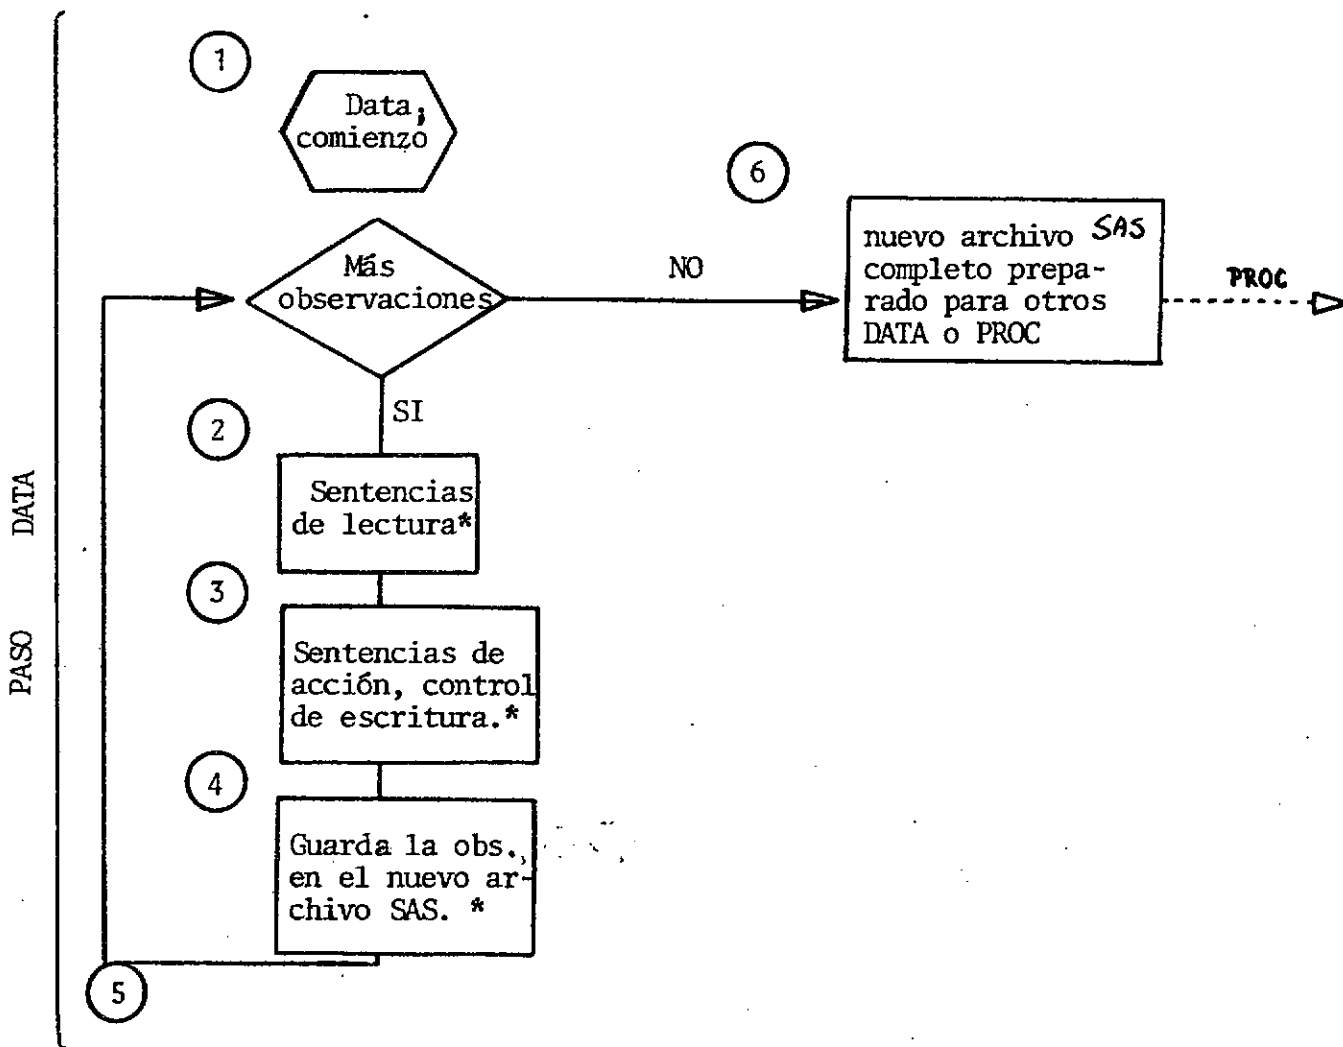 1
Data;
comienzo
6
nuevo archivo SAS
completo prepa-
rado para otros
DATA o PROC
PROC
Más
observaciones
NO
SI
2
Sentencias
de lectura*
3
Sentencias de
acción, control
de escritura.*
4
Guarda la obs.,
en el nuevo ar-
chivo SAS. *
5
PASO DATA